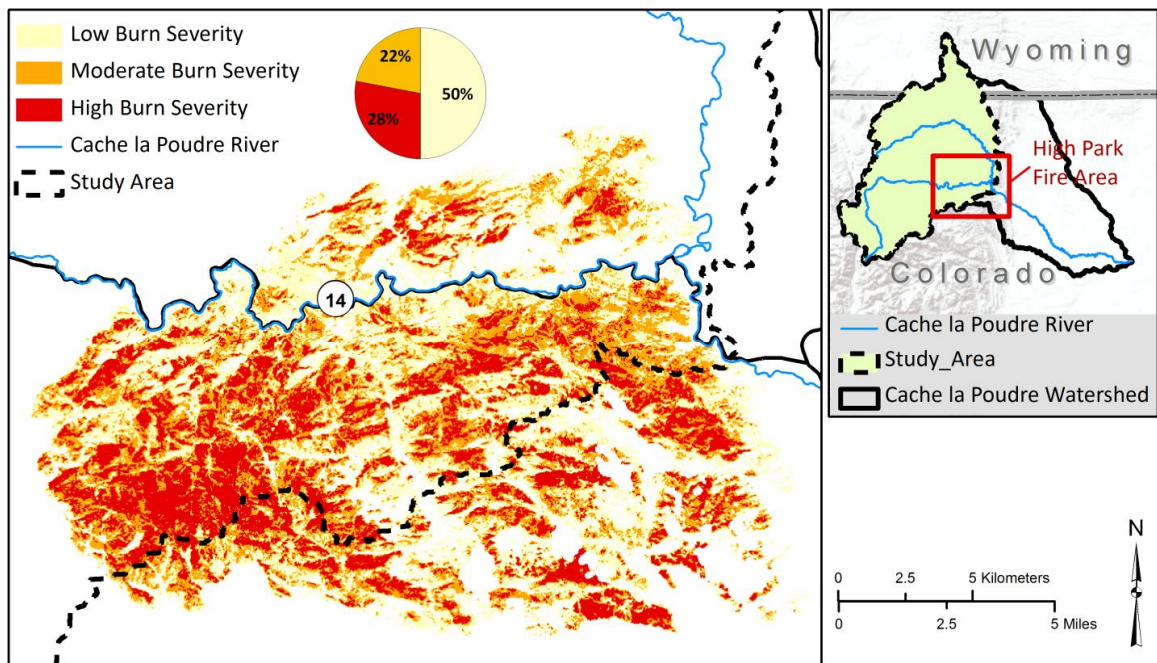 Low Burn Severity
Moderate Burn Severity
High Burn Severity
Cache la Poudre River
Study Area
22%
50%
28%
14
Wyoming
High Park
Fire Area
Colorado
Cache la Poudre River
Study_Area
Cache la Poudre Watershed
N
0 2.5 5 Kilometers
0 2.5 5 Miles